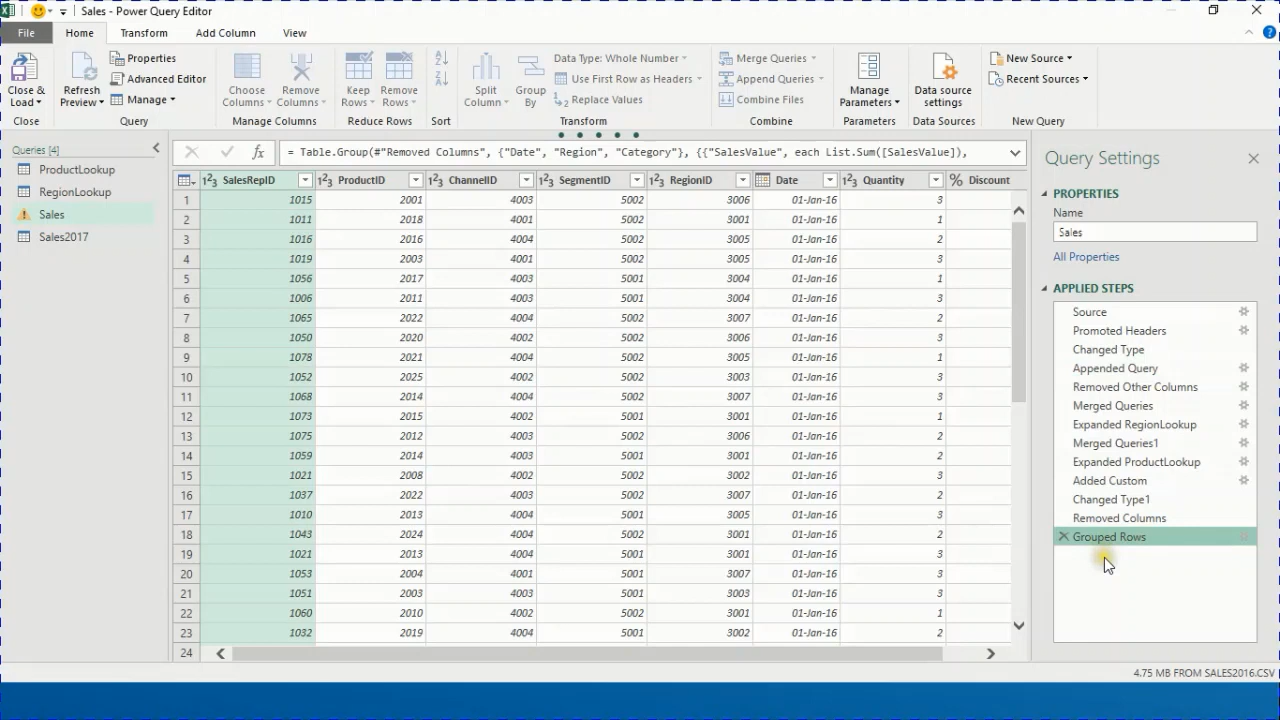 Sales - Power Query Editor
File Home Transform Add Column View
Close & Load
Close
Refresh Preview
Properties
Advanced Editor
Manage
Query
Choose Columns
Remove Columns
Manage Columns
Keep Rows
Remove Rows
Reduce Rows
Sort
Split Column
Group By
Data Type: Whole Number
Use First Row as Headers
Replace Values
Transform
Merge Queries
Append Queries
Combine Files
Combine
Manage Parameters
Parameters
Data source settings
Data Sources
New Source
Recent Sources
New Query
Queries [4]
ProductLookup
RegionLookup
Sales
Sales2017
= Table.Group(#"Removed Columns", {"Date", "Region", "Category"}, {{"SalesValue", each List.Sum([SalesValue]),
SalesRepID ProductID ChannelID SegmentID RegionID Date Quantity % Discount
1 1015 2001 4003 5002 3006 01-Jan-16 3
2 1011 2018 4001 5002 3001 01-Jan-16 1
3 1016 2016 4004 5002 3005 01-Jan-16 2
4 1019 2003 4001 5002 3005 01-Jan-16 3
5 1056 2017 4003 5001 3004 01-Jan-16 1
6 1006 2011 4003 5001 3004 01-Jan-16 3
7 1065 2022 4004 5002 3007 01-Jan-16 2
8 1050 2020 4002 5002 3006 01-Jan-16 3
9 1078 2021 4004 5002 3005 01-Jan-16 1
10 1052 2025 4002 5002 3003 01-Jan-16 3
11 1068 2014 4004 5002 3007 01-Jan-16 3
12 1073 2015 4002 5001 3001 01-Jan-16 1
13 1075 2012 4003 5002 3006 01-Jan-16 2
14 1059 2014 4003 5001 3001 01-Jan-16 2
15 1021 2008 4002 5002 3002 01-Jan-16 3
16 1037 2022 4003 5002 3007 01-Jan-16 2
17 1010 2013 4004 5001 3005 01-Jan-16 3
18 1043 2024 4004 5001 3001 01-Jan-16 2
19 1021 2013 4004 5001 3001 01-Jan-16 3
20 1053 2004 4001 5001 3007 01-Jan-16 3
21 1051 2003 4003 5001 3003 01-Jan-16 3
22 1060 2010 4002 5002 3001 01-Jan-16 1
23 1032 2019 4004 5001 3002 01-Jan-16 2
24
Query Settings
PROPERTIES
Name
Sales
All Properties
APPLIED STEPS
Source
Promoted Headers
Changed Type
Appended Query
Removed Other Columns
Merged Queries
Expanded RegionLookup
Merged Queries1
Expanded ProductLookup
Added Custom
Changed Type1
Removed Columns
Grouped Rows
4.75 MB FROM SALES2016.CSV